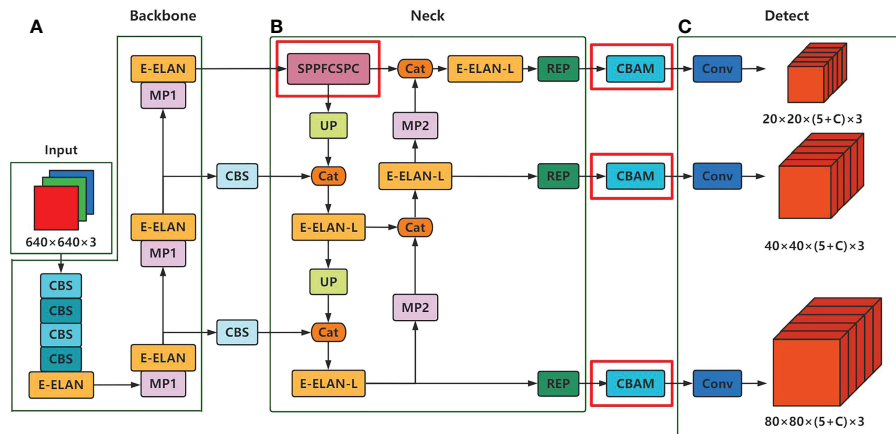 Backbone
Neck
Detect
A
B
C
E-ELAN
MP1
SPPFCSPC
Cat
E-ELAN-L
REP
CBAM
Conv
20×20×(5+C)×3
UP
MP2
Input
640×640×3
CBS
Cat
E-ELAN-L
REP
CBAM
Conv
40×40×(5+C)×3
E-ELAN
MP1
E-ELAN-L
Cat
UP
MP2
CBS
CBS
CBS
CBS
CBS
Cat
E-ELAN
MP1
E-ELAN
E-ELAN-L
REP
CBAM
Conv
80×80×(5+C)×3